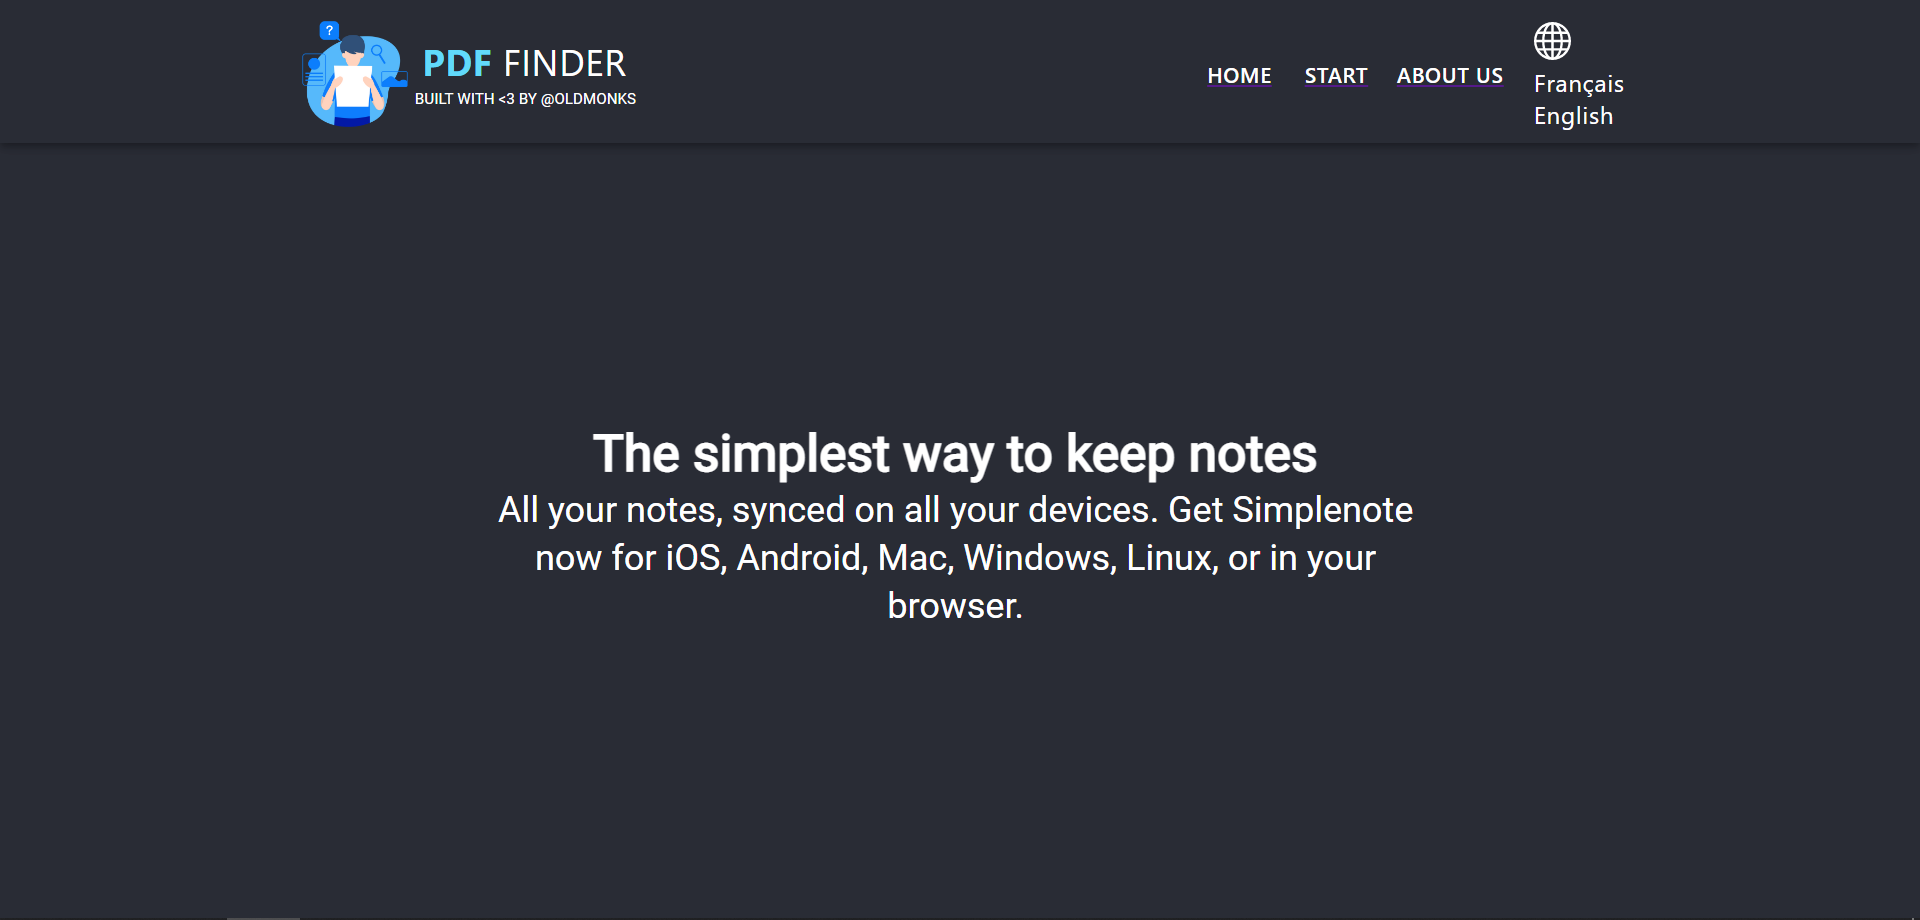 ?
PDF FINDER
BUILT WITH <3 BY @OLDMONKS
HOME
START
ABOUT US
Français
English
The simplest way to keep notes
All your notes, synced on all your devices. Get Simplenote
now for iOS, Android, Mac, Windows, Linux, or in your
browser.